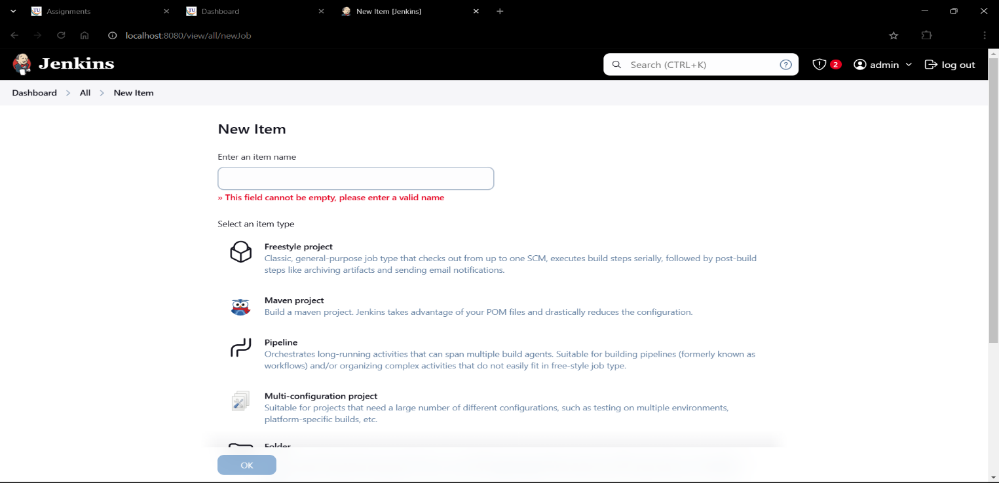 TU Assignments
TU Dashboard
New Item [Jenkins]
localhost:8080/view/all/newJob
Jenkins
Search (CTRL+K)
?
2
admin
log out
Dashboard > All > New Item
New Item
Enter an item name
» This field cannot be empty, please enter a valid name
Select an item type
Freestyle project
Classic, general-purpose job type that checks out from up to one SCM, executes build steps serially, followed by post-build
steps like archiving artifacts and sending email notifications.
Maven project
Build a maven project. Jenkins takes advantage of your POM files and drastically reduces the configuration.
Pipeline
Orchestrates long-running activities that can span multiple build agents. Suitable for building pipelines (formerly known as
workflows) and/or organizing complex activities that do not easily fit in free-style job type.
Multi-configuration project
Suitable for projects that need a large number of different configurations, such as testing on multiple environments,
platform-specific builds, etc.
Folder
OK